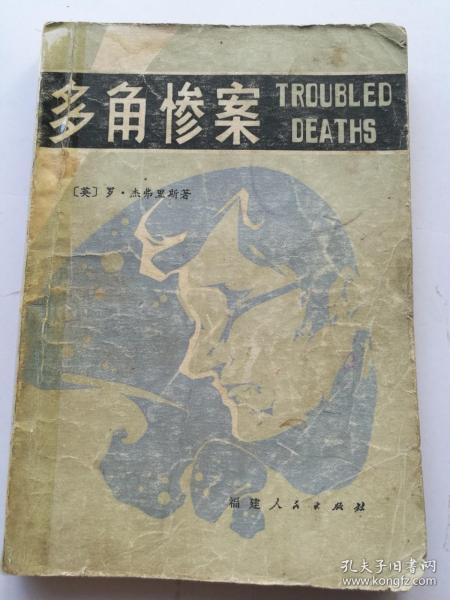 多角惨案
TROUBLED
DEATHS
〔英〕罗·杰弗里斯著
福建人民出版社
孔夫子旧书网
www.kongfz.com